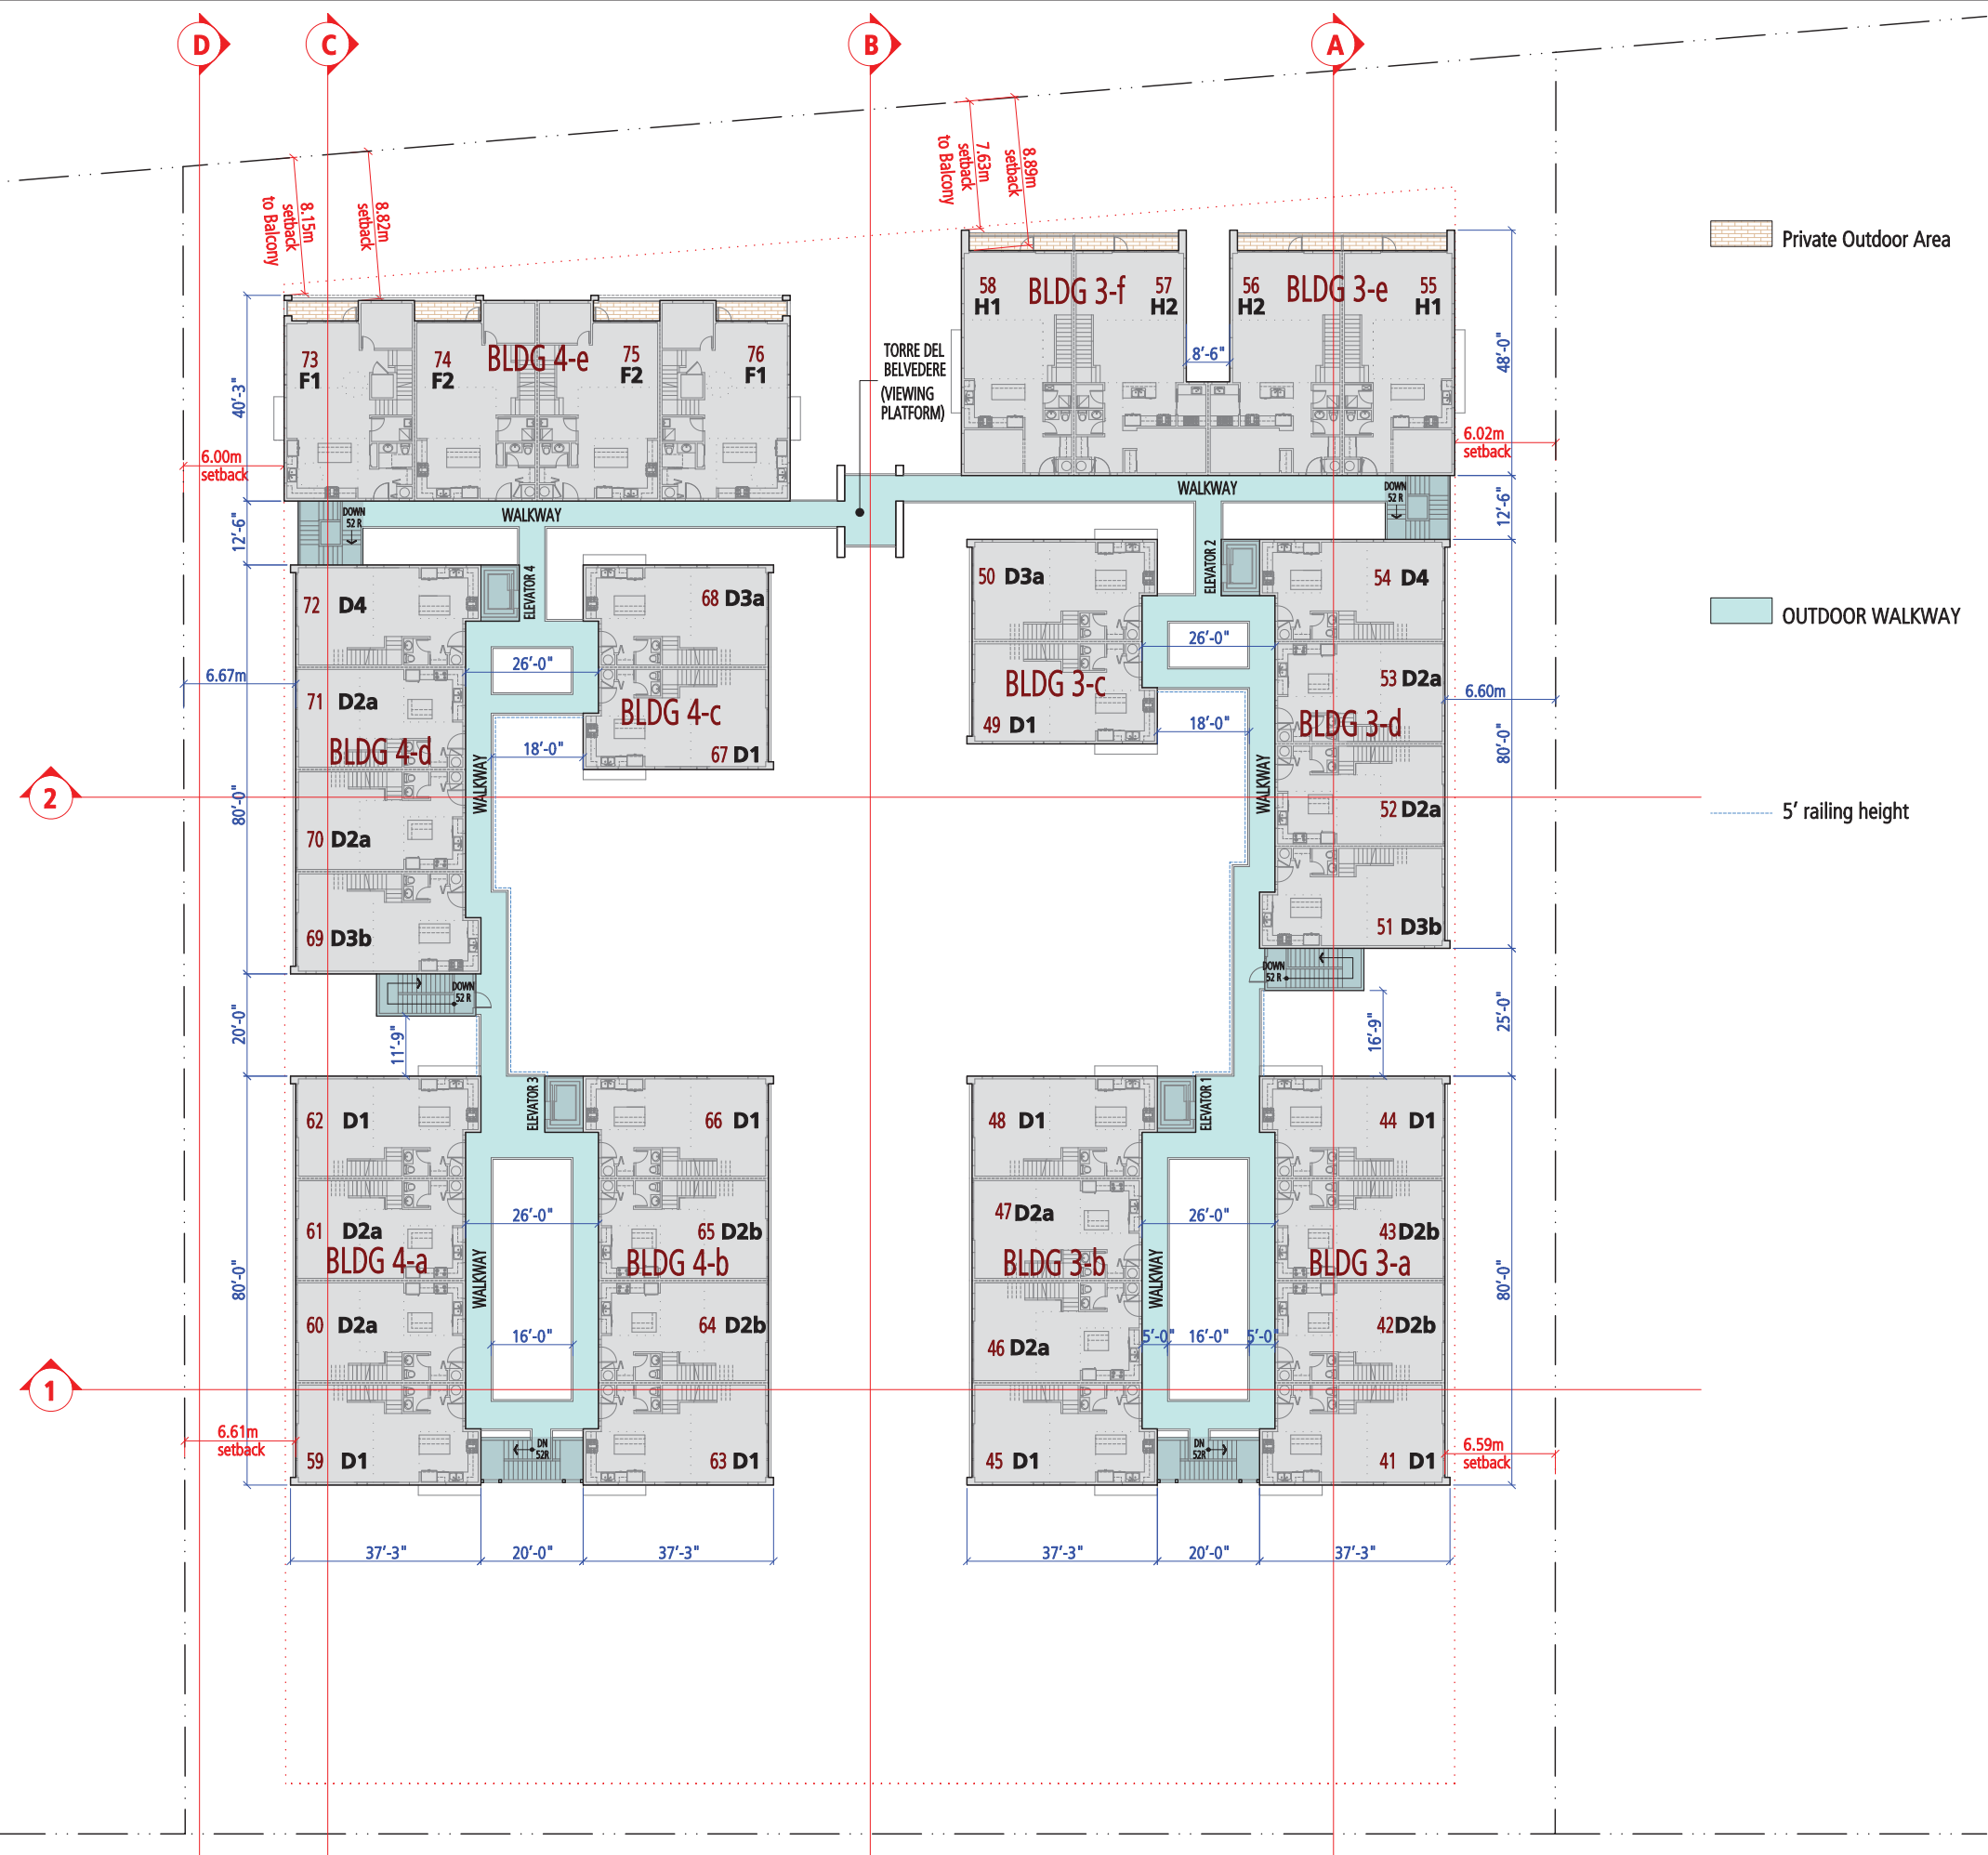 D
C
B
A
8.15m
setback
to Balcony
8.82m
setback
7.63m
setback
to Balcony
8.89m
setback
Private Outdoor Area
OUTDOOR WALKWAY
5’ railing height
58
H1
BLDG 3-f
57
H2
56
H2
BLDG 3-e
55
H1
8’-6"
48’-0"
73
F1
74
F2
BLDG 4-e
75
F2
76
F1
TORRE DEL
BELVEDERE
(VIEWING
PLATFORM)
40’-3"
6.00m
setback
6.02m
setback
WALKWAY
DOWN
52 R
WALKWAY
DOWN
52 R
12’-6"
12’-6"
72 D4
ELEVATOR 4
68 D3a
50 D3a
ELEVATOR 2
54 D4
26’-0"
26’-0"
6.67m
6.60m
71 D2a
BLDG 4-d
BLDG 4-c
67 D1
18’-0"
WALKWAY
BLDG 3-c
49 D1
18’-0"
WALKWAY
53 D2a
BLDG 3-d
80’-0"
80’-0"
2
70 D2a
52 D2a
69 D3b
51 D3b
DOWN
52 R
DOWN
52 R
20’-0"
11’-9"
16’-9"
25’-0"
62 D1
ELEVATOR 3
66 D1
48 D1
ELEVATOR 1
44 D1
61 D2a
BLDG 4-a
26’-0"
65 D2b
BLDG 4-b
47 D2a
BLDG 3-b
26’-0"
43 D2b
BLDG 3-a
80’-0"
WALKWAY
WALKWAY
80’-0"
60 D2a
16’-0"
64 D2b
46 D2a
5’-0" 16’-0" 5’-0"
42 D2b
1
6.61m
setback
59 D1
DN
52R
63 D1
45 D1
DN
52R
41 D1
6.59m
setback
37’-3" 20’-0" 37’-3"
37’-3" 20’-0" 37’-3"